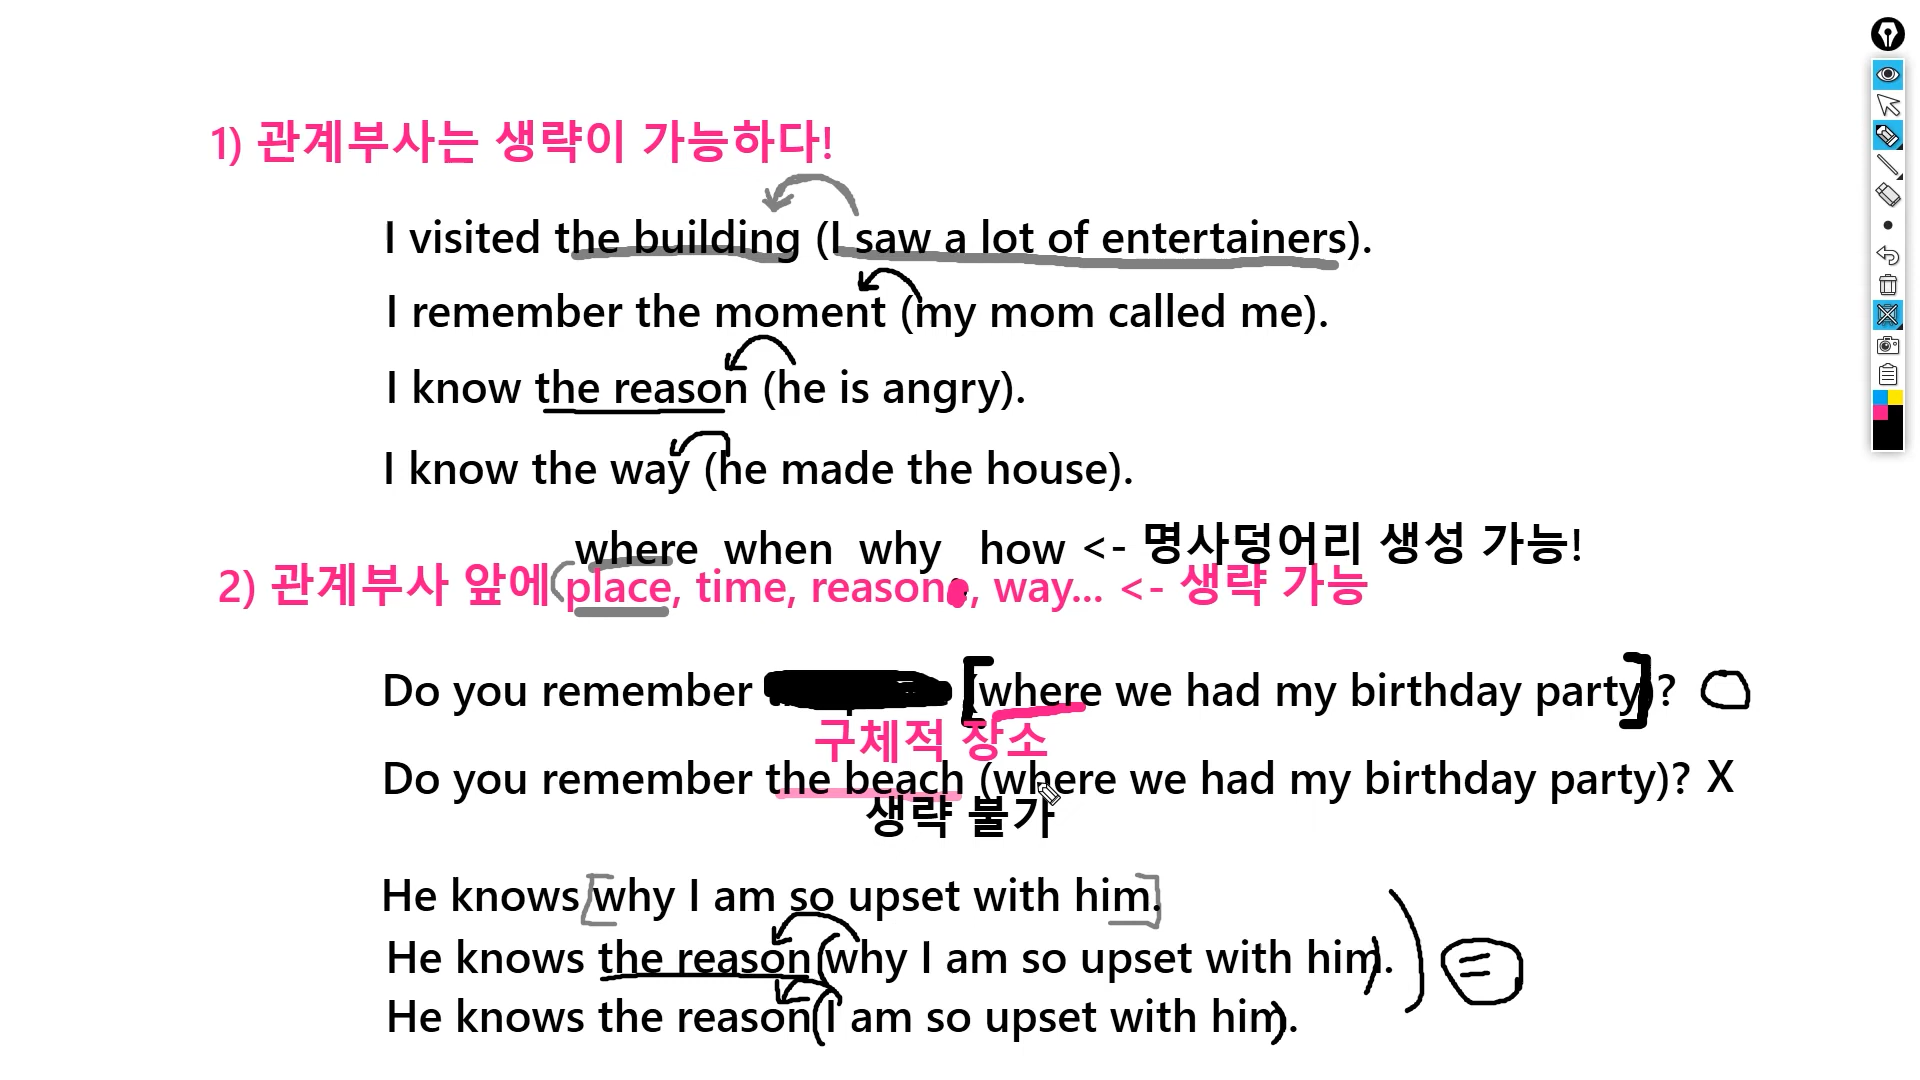 1) 관계부사는 생략이 가능하다!
I visited the building (I saw a lot of entertainers).
I remember the moment (my mom called me).
I know the reason (he is angry).
I know the way (he made the house).
where when why how <- 명사덩어리 생성 가능!
2) 관계부사 앞에 (place, time, reason, way... <- 생략 가능
Do you remember [(where we had my birthday party)]?
구체적 장소
Do you remember the beach (where we had my birthday party)? X
생략 불가
He knows [why I am so upset with him.]
He knows the reason (why I am so upset with him).
He knows the reason (I am so upset with him).